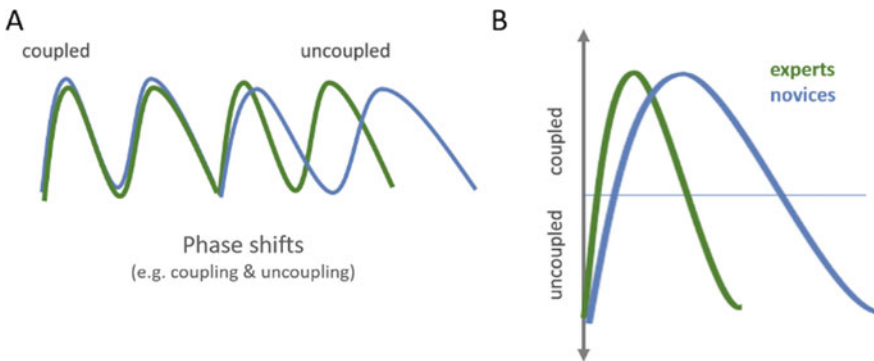 A
coupled
uncoupled
Phase shifts
(e.g. coupling & uncoupling)
B
experts
novices
coupled
uncoupled